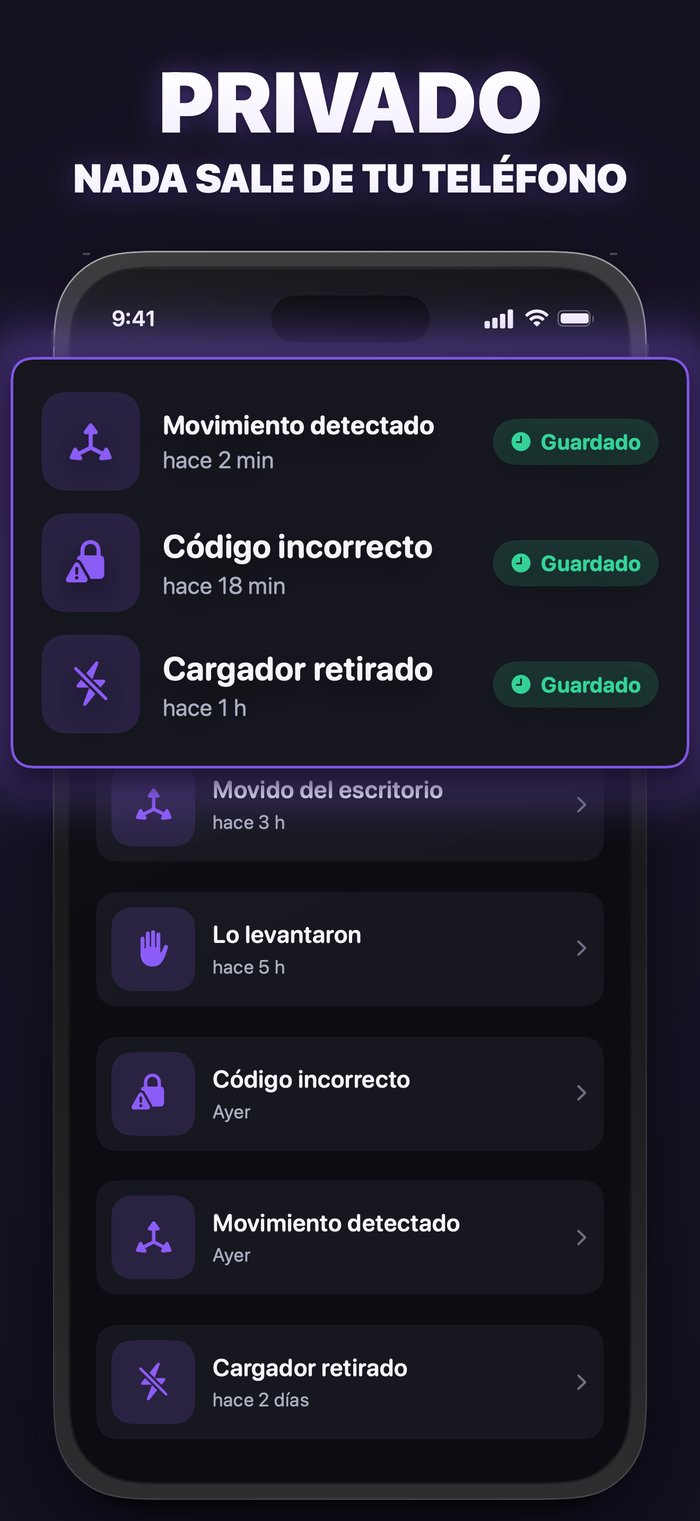 PRIVADO
NADA SALE DE TU TELÉFONO
9:41
Movimiento detectado
hace 2 min
Guardado
Código incorrecto
hace 18 min
Guardado
Cargador retirado
hace 1 h
Guardado
Movido del escritorio
hace 3 h
Lo levantaron
hace 5 h
Código incorrecto
Ayer
Movimiento detectado
Ayer
Cargador retirado
hace 2 días